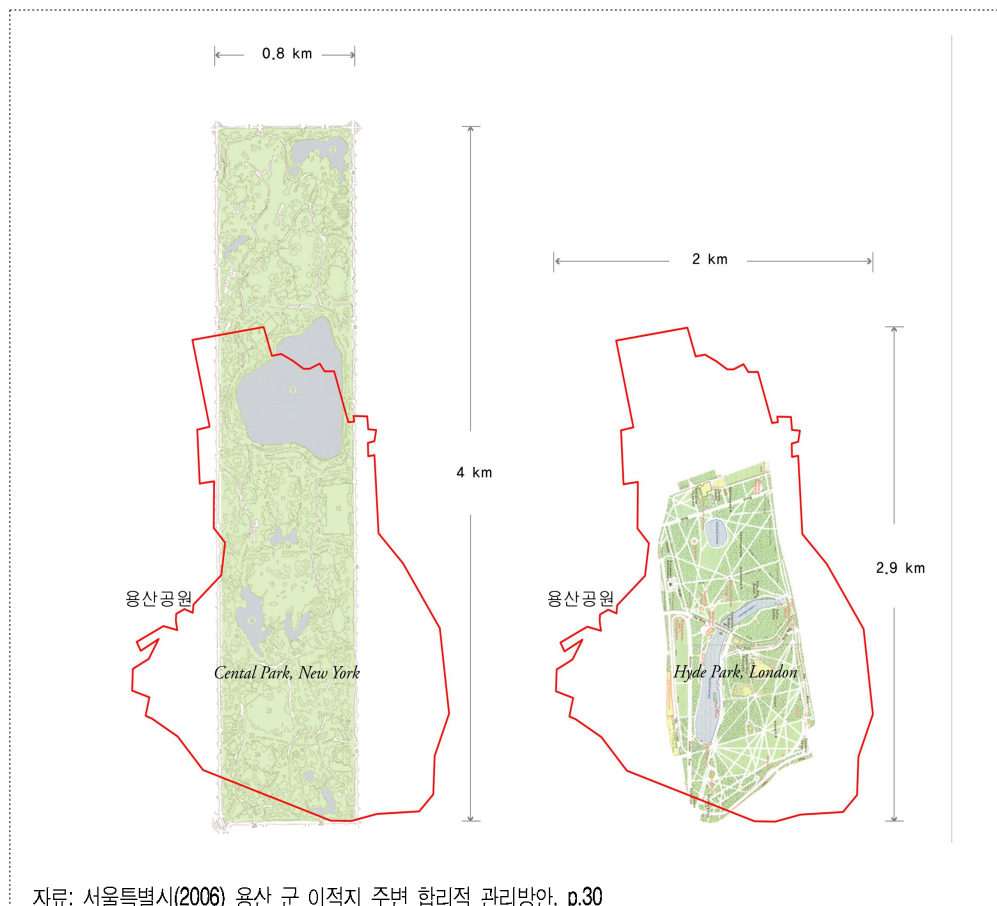 0.8 km
2 km
4 km
2.9 km
용산공원
용산공원
Cental Park, New York
Hyde Park, London
자료: 서울특별시(2006) 용산 군 이적지 주변 합리적 관리방안, p.30